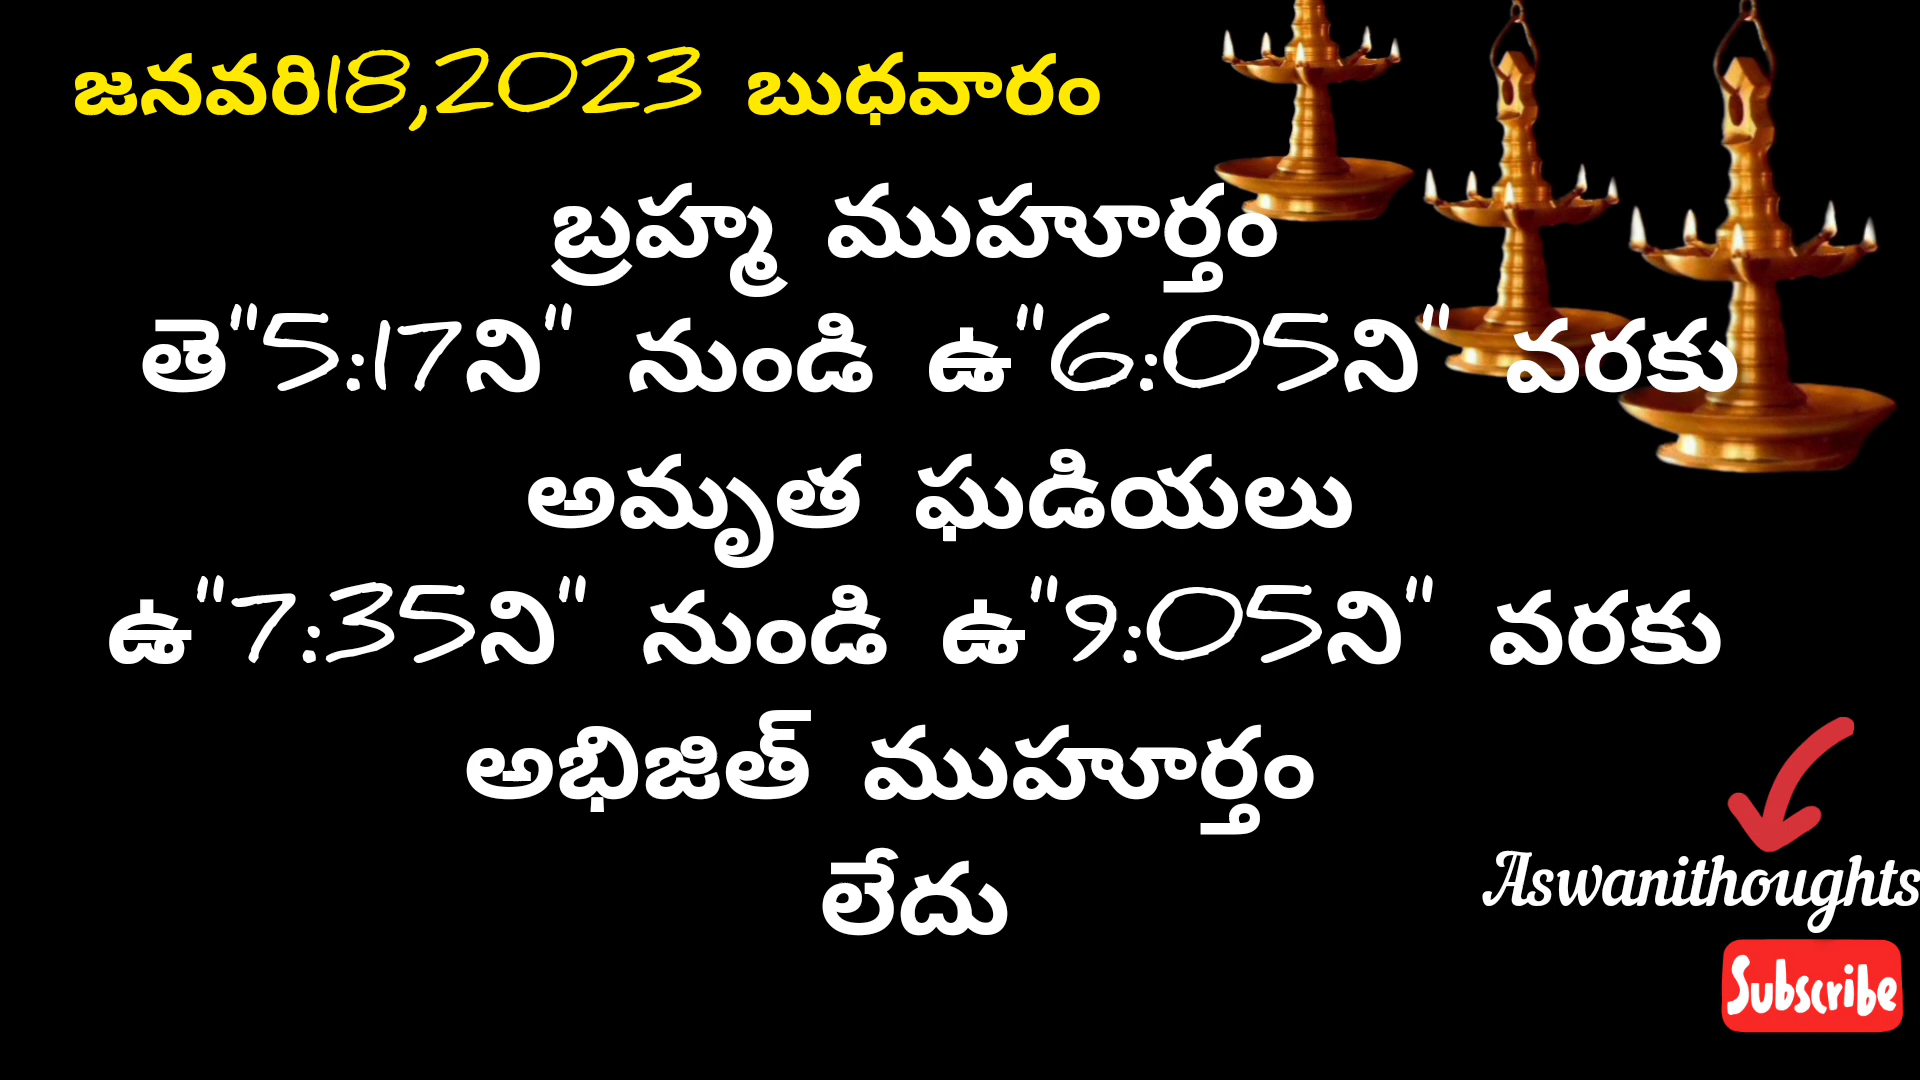 జనవరి18,2023 బుధవారం
బ్రహ్మ ముహూర్తం
తె"5:17ని" నుండి ఉ"6:05ని" వరకు
అమృత ఘడియలు
ఉ"7:35ని" నుండి ఉ"9:05ని" వరకు
అభిజిత్ ముహూర్తం
లేదు
Aswanithoughts
Subscribe